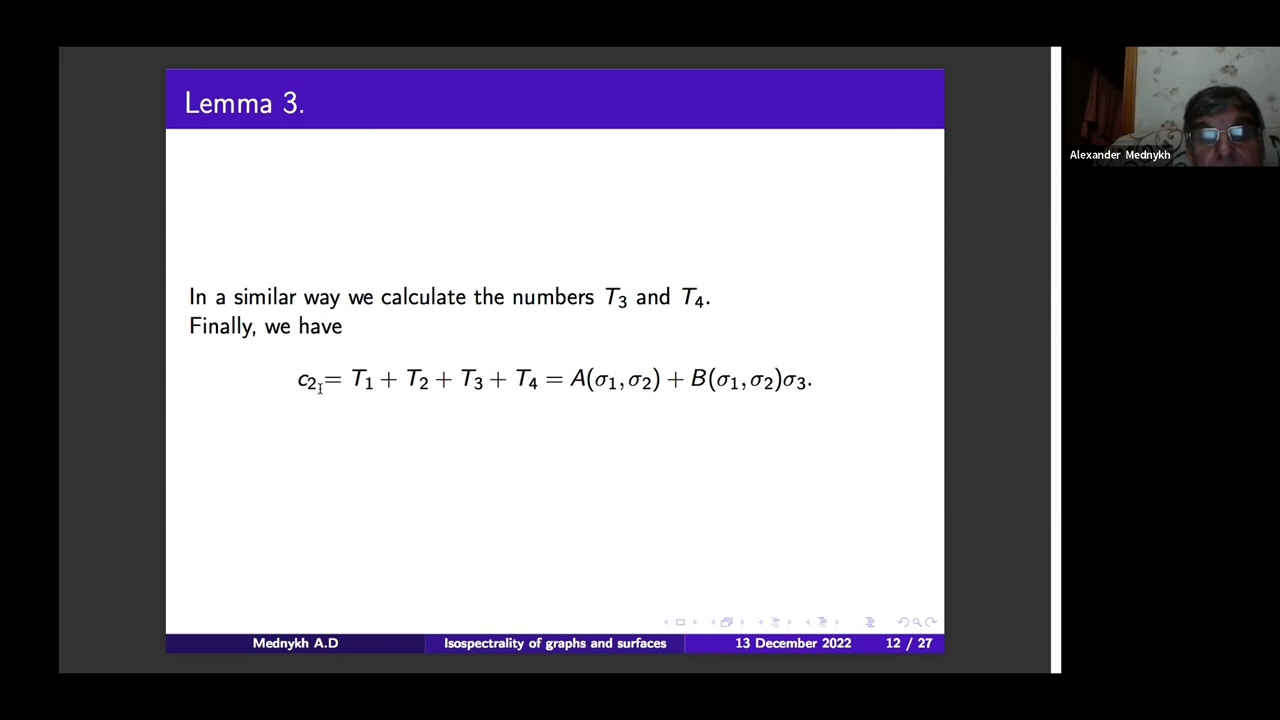 Lemma 3.
Alexander Mednykh
In a similar way we calculate the numbers T₃ and T₄.
Finally, we have
c₂ = T₁ + T₂ + T₃ + T₄ = A(σ₁, σ₂) + B(σ₁, σ₂)σ₃.
Mednykh A.D
Isospectrality of graphs and surfaces
13 December 2022
12 / 27